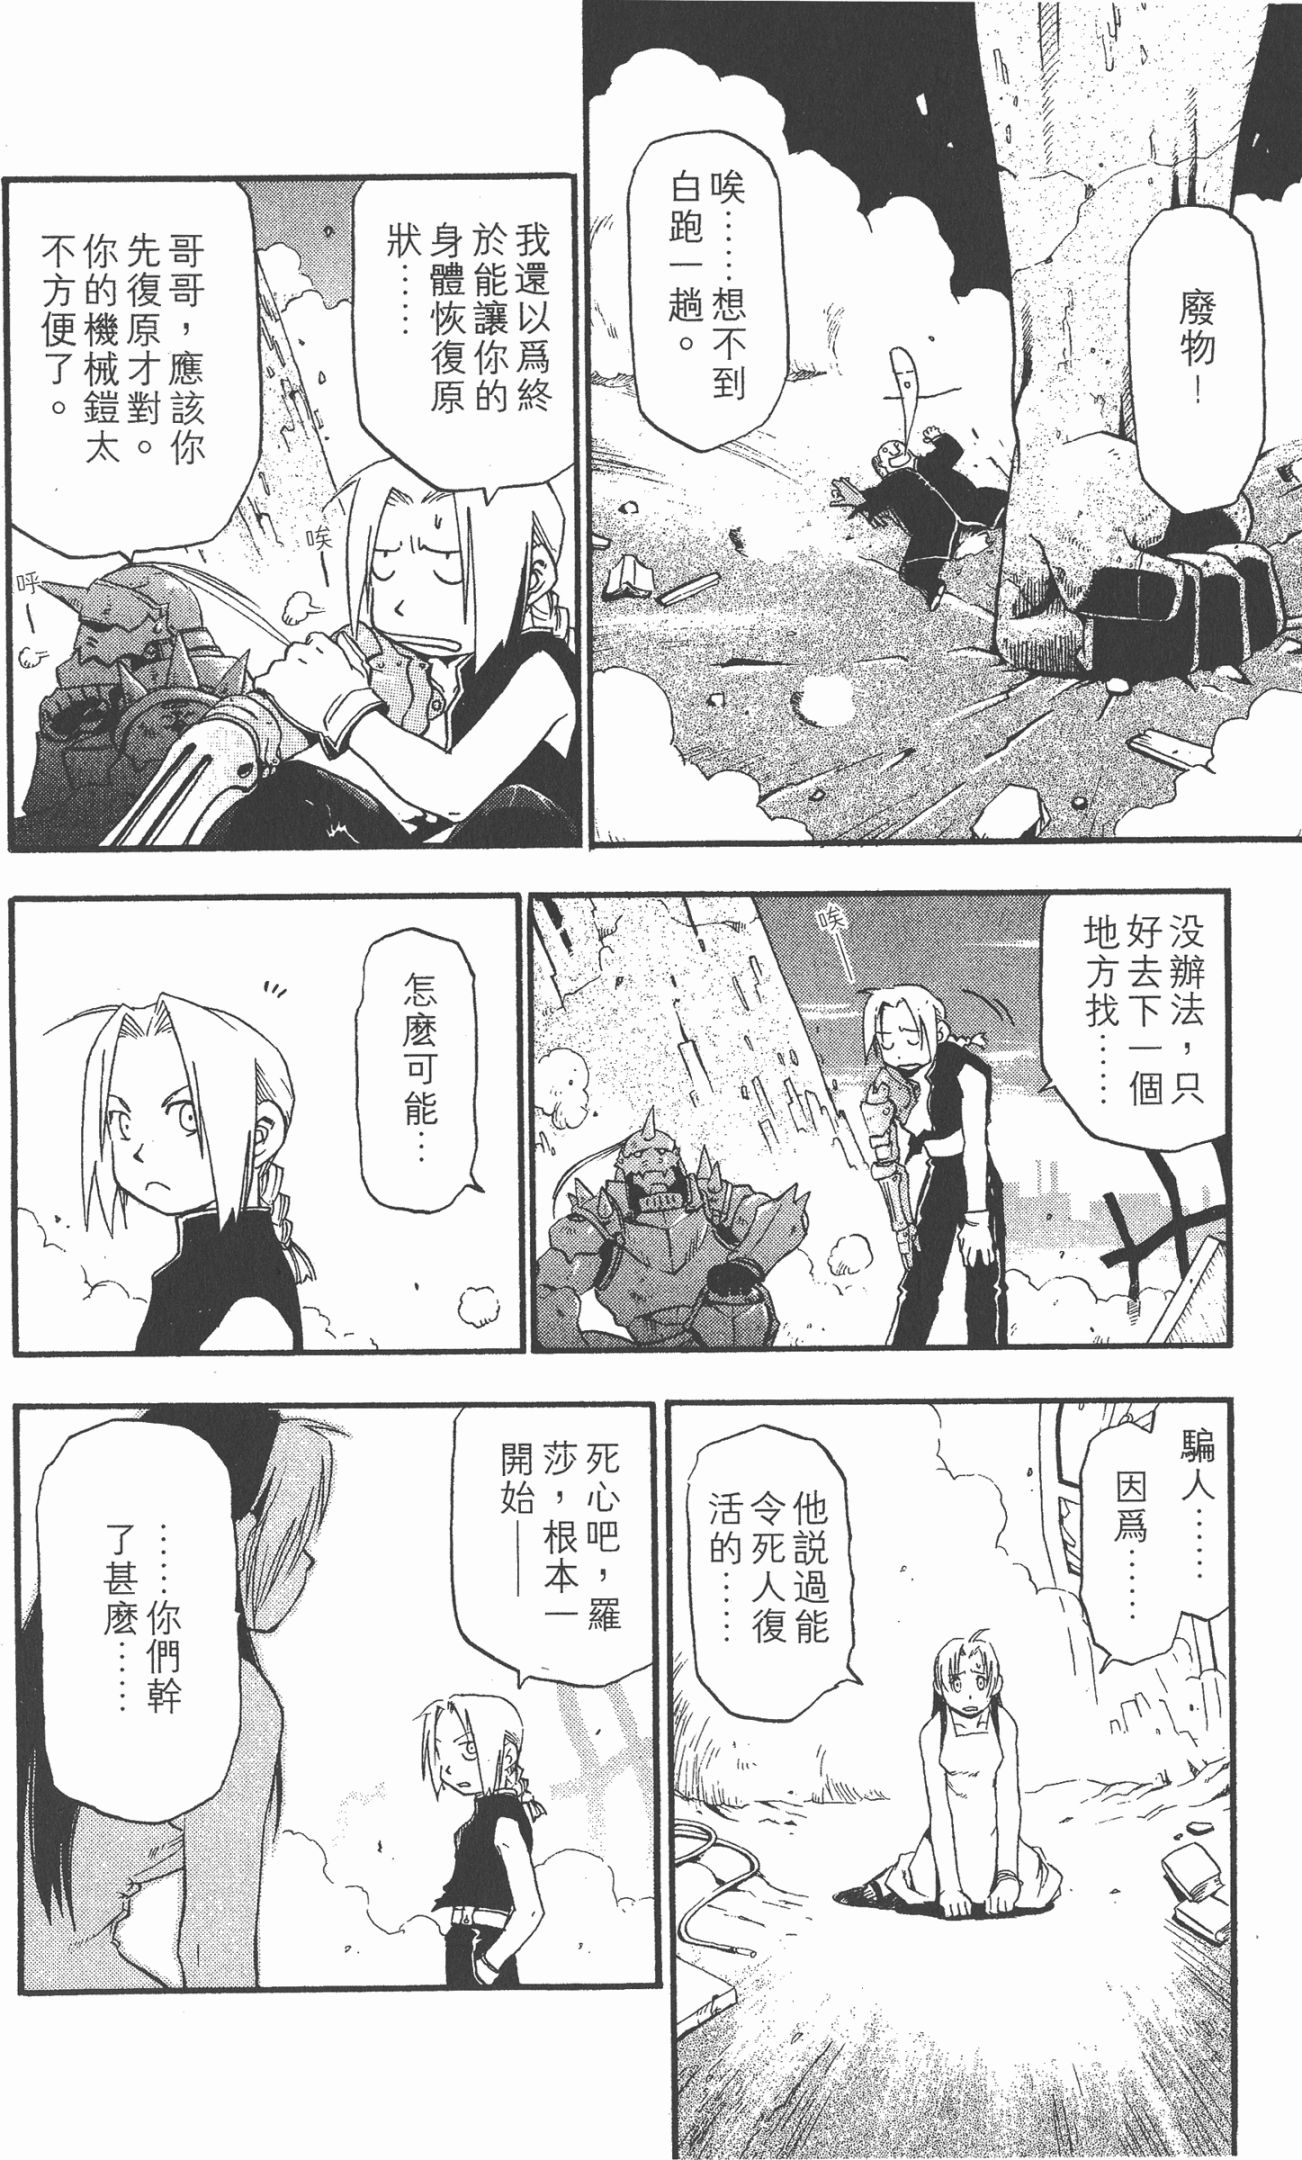 廢物！
唉……想不到
白跑一趟。
我還以爲終
於能讓你的
身體恢復原
狀……
唉
哥哥，應該你
先復原才對。
你的機械鎧太
不方便了。
呼
没辦法，只
好去下一個
地方找……
唉
怎麽可能…
騙人……
因爲……
他説過能
令死人復
活的……
死心吧，羅
莎，根本一
開始——
……你們幹
了甚麽……